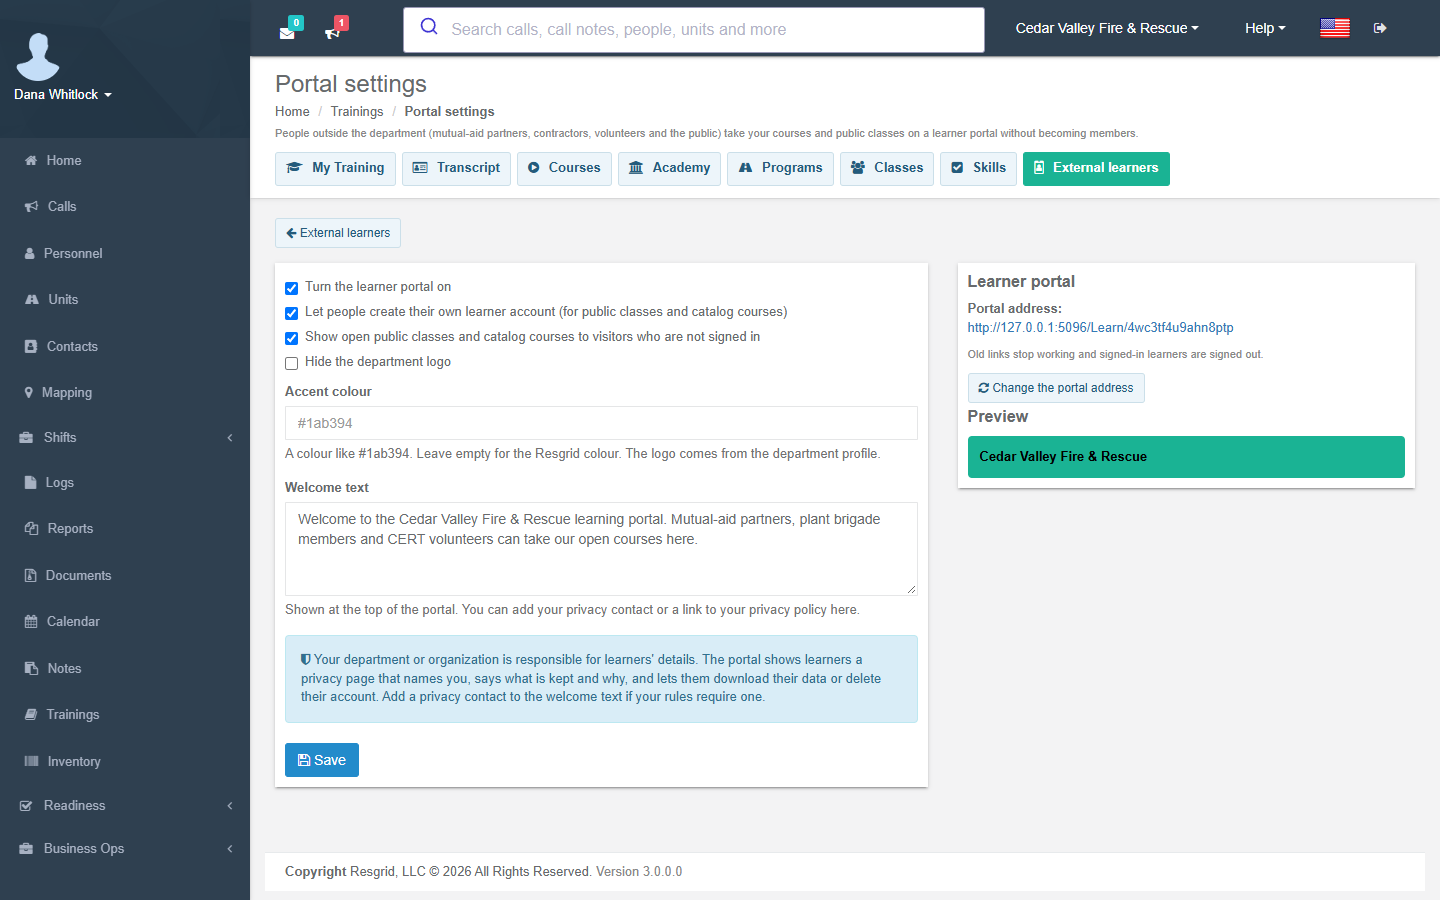 Dana Whitlock
0
1
Search calls, call notes, people, units and more
Cedar Valley Fire & Rescue
Help
Home
Calls
Personnel
Units
Contacts
Mapping
Shifts
Logs
Reports
Documents
Calendar
Notes
Trainings
Inventory
Readiness
Business Ops
Portal settings
Home / Trainings / Portal settings
People outside the department (mutual-aid partners, contractors, volunteers and the public) take your courses and public classes on a learner portal without becoming members.
My Training
Transcript
Courses
Academy
Programs
Classes
Skills
External learners
External learners
Turn the learner portal on
Let people create their own learner account (for public classes and catalog courses)
Show open public classes and catalog courses to visitors who are not signed in
Hide the department logo
Accent colour
#1ab394
A colour like #1ab394. Leave empty for the Resgrid colour. The logo comes from the department profile.
Welcome text
Welcome to the Cedar Valley Fire & Rescue learning portal. Mutual-aid partners, plant brigade
members and CERT volunteers can take our open courses here.
Shown at the top of the portal. You can add your privacy contact or a link to your privacy policy here.
Your department or organization is responsible for learners' details. The portal shows learners a
privacy page that names you, says what is kept and why, and lets them download their data or delete
their account. Add a privacy contact to the welcome text if your rules require one.
Save
Learner portal
Portal address:
http://127.0.0.1:5096/Learn/4wc3tf4u9ahn8ptp
Old links stop working and signed-in learners are signed out.
Change the portal address
Preview
Cedar Valley Fire & Rescue
Copyright Resgrid, LLC © 2026 All Rights Reserved. Version 3.0.0.0